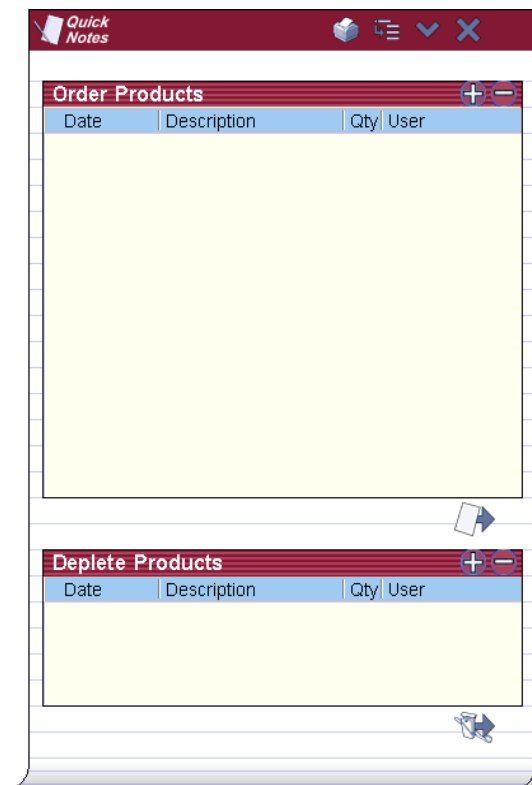 Quick
Notes
Order Products
Date Description Qty User
Deplete Products
Date Description Qty User